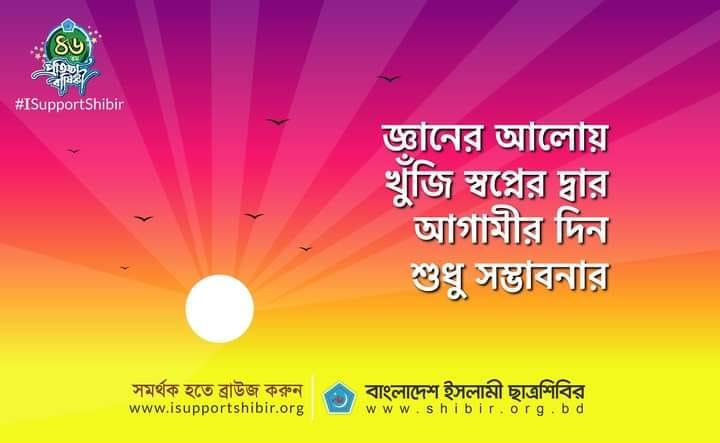 ৪৬
তম
প্রতিষ্ঠা
বার্ষিকী
#ISupportShibir
জ্ঞানের আলোয়
খুঁজি স্বপ্নের দ্বার
আগামীর দিন
শুধু সম্ভাবনার
সমর্থক হতে ব্রাউজ করুন
www.isupportshibir.org
বাংলাদেশ ইসলামী ছাত্রশিবির
www.shibir.org.bd